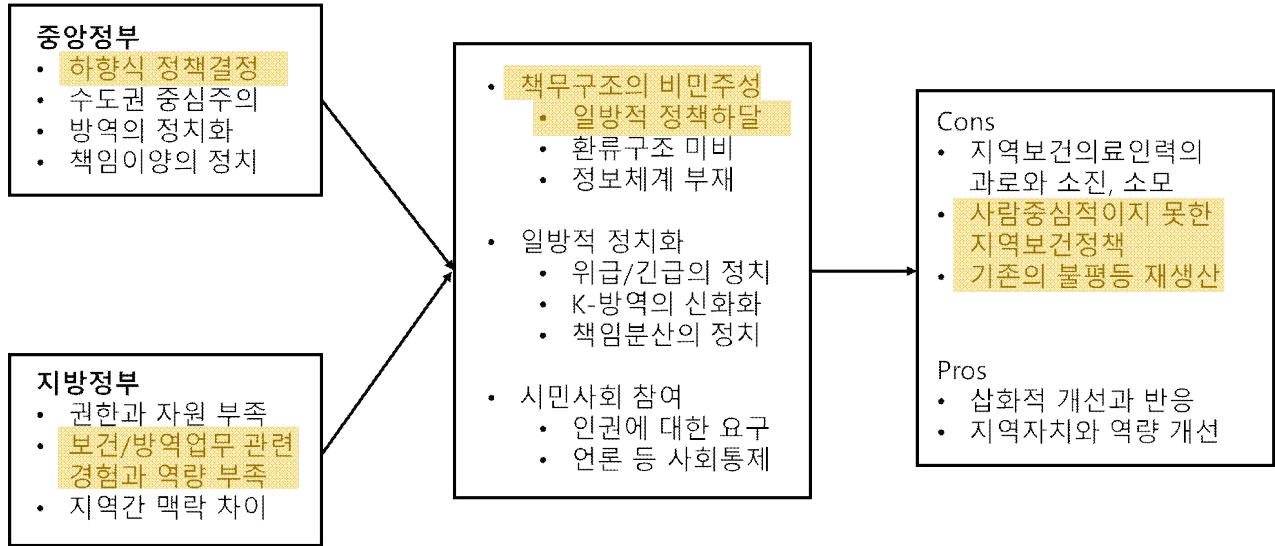 중앙정부
• 하향식 정책결정
• 수도권 중심주의
• 방역의 정치화
• 책임이양의 정치
지방정부
• 권한과 자원 부족
• 보건/방역업무 관련
경험과 역량 부족
• 지역간 맥락 차이
• 책무구조의 비민주성
• 일방적 정책하달
• 환류구조 미비
• 정보체계 부재
• 일방적 정치화
• 위급/긴급의 정치
• K-방역의 신화화
• 책임분산의 정치
• 시민사회 참여
• 인권에 대한 요구
• 언론 등 사회통제
Cons
• 지역보건의료인력의
과로와 소진, 소모
• 사람중심적이지 못한
지역보건정책
• 기존의 불평등 재생산
Pros
• 삽화적 개선과 반응
• 지역자치와 역량 개선